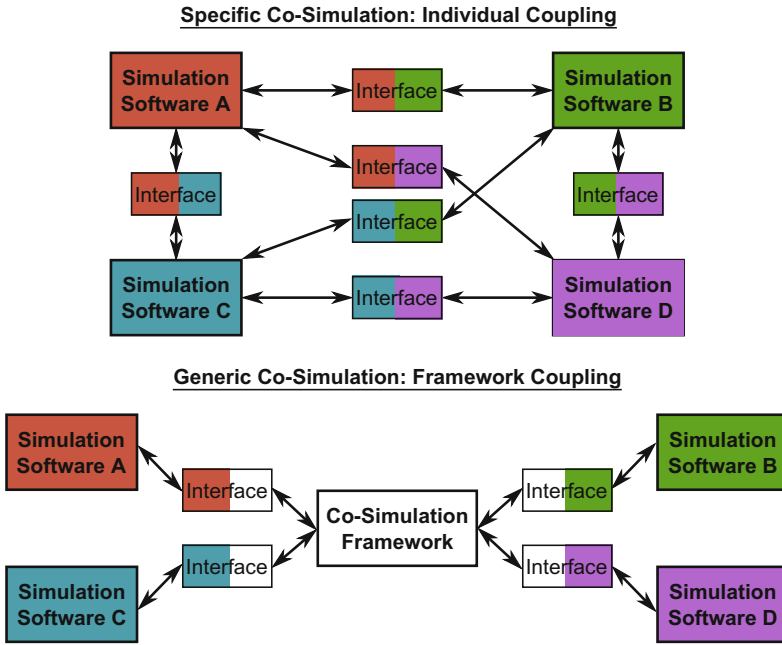 Specific Co-Simulation: Individual Coupling
Simulation
Software A
Interface
Simulation
Software B
Interface
Interface
Interface
Interface
Simulation
Software C
Interface
Simulation
Software D
Generic Co-Simulation: Framework Coupling
Simulation
Software A
Simulation
Software B
Interface
Interface
Co-Simulation
Framework
Interface
Interface
Simulation
Software C
Simulation
Software D